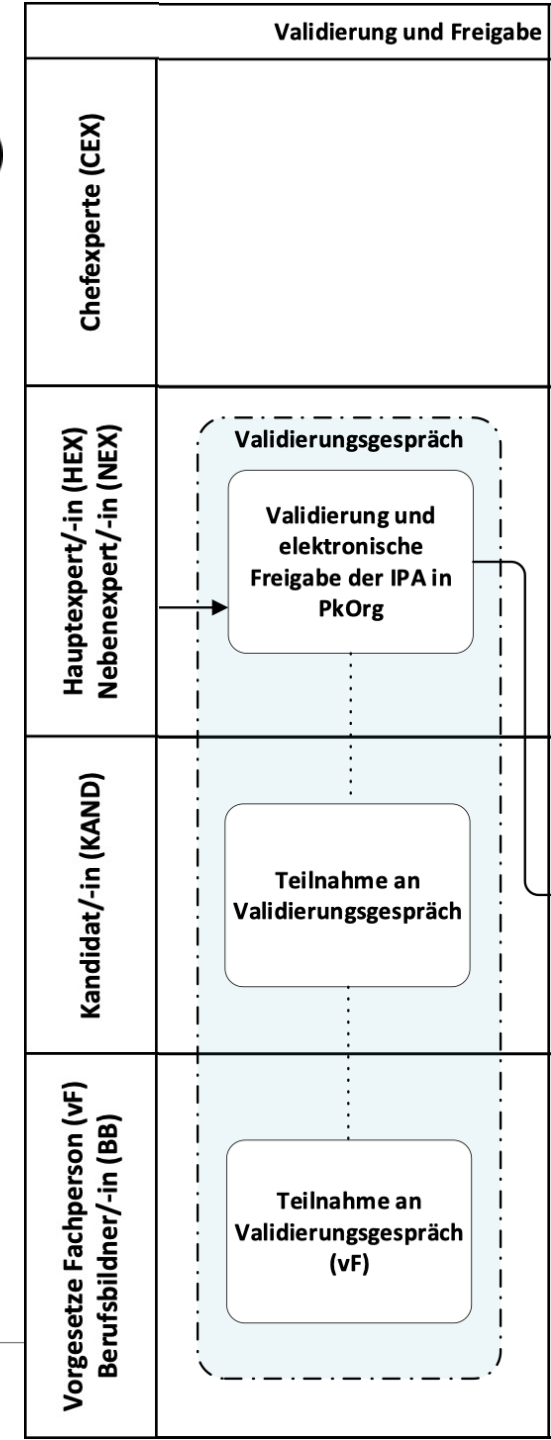 Validierung und Freigabe
Chefexperte (CEX)
Hauptexpert/-in (HEX)
Nebenexpert/-in (NEX)
Validierungsgespräch
Validierung und
elektronische
Freigabe der IPA in
PkOrg
Kandidat/-in (KAND)
Teilnahme an
Validierungsgespräch
Vorgesetze Fachperson (vF)
Berufsbildner/-in (BB)
Teilnahme an
Validierungsgespräch
(vF)